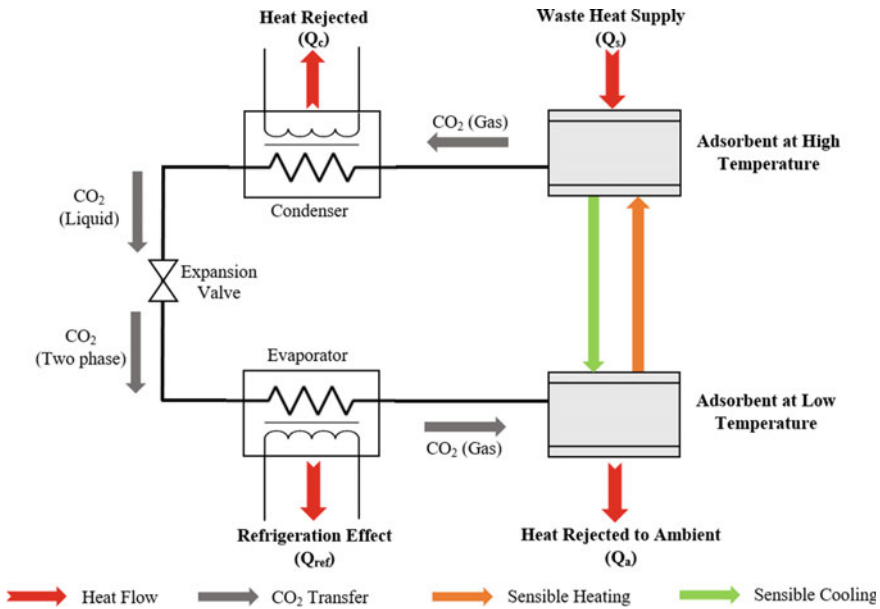 Heat Rejected
(Qc)
Waste Heat Supply
(Qs)
CO2 (Gas)
Adsorbent at High
Temperature
Condenser
CO2
(Liquid)
Expansion
Valve
CO2
(Two phase)
Evaporator
CO2 (Gas)
Adsorbent at Low
Temperature
Refrigeration Effect
(Qref)
Heat Rejected to Ambient
(Qa)
Heat Flow
CO2 Transfer
Sensible Heating
Sensible Cooling